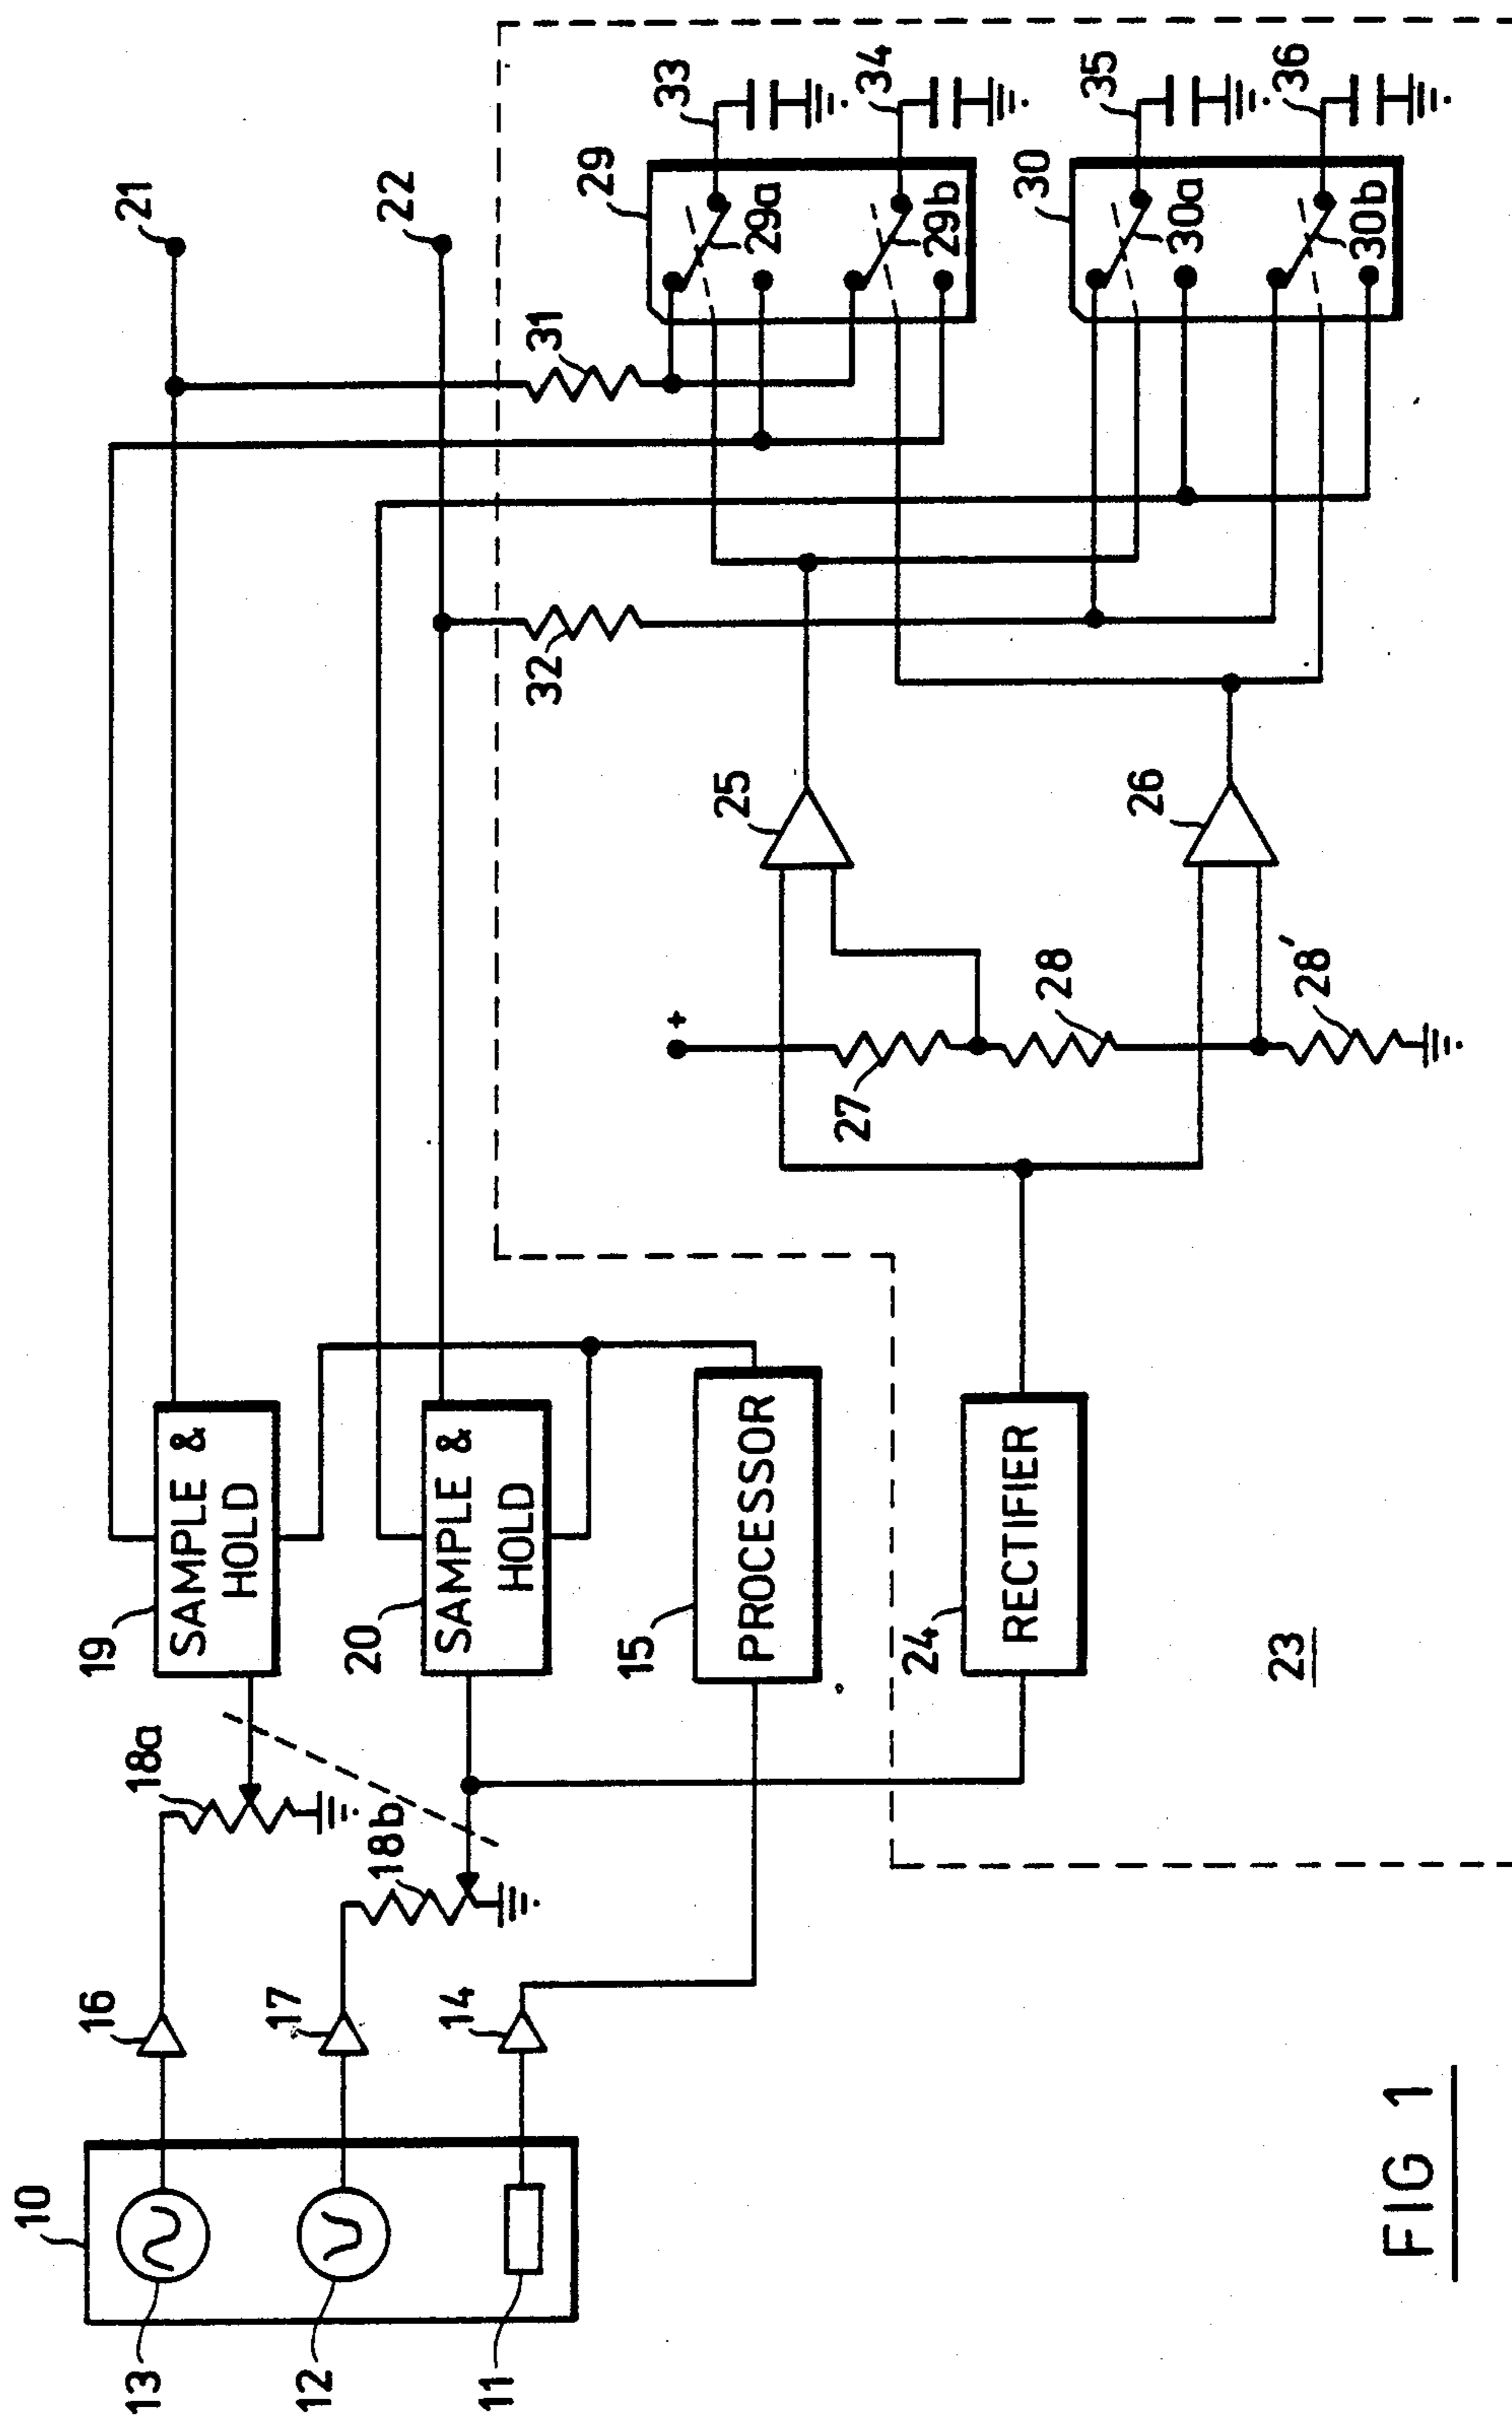 10
13
12
11
16
17
14
18a
18b
19
SAMPLE &
HOLD
20
SAMPLE &
HOLD
15
PROCESSOR
24
RECTIFIER
23
21
22
+
27
28
28'
25
26
31
32
29
29a
29b
30
30a
30b
33
34
35
36
FIG 1